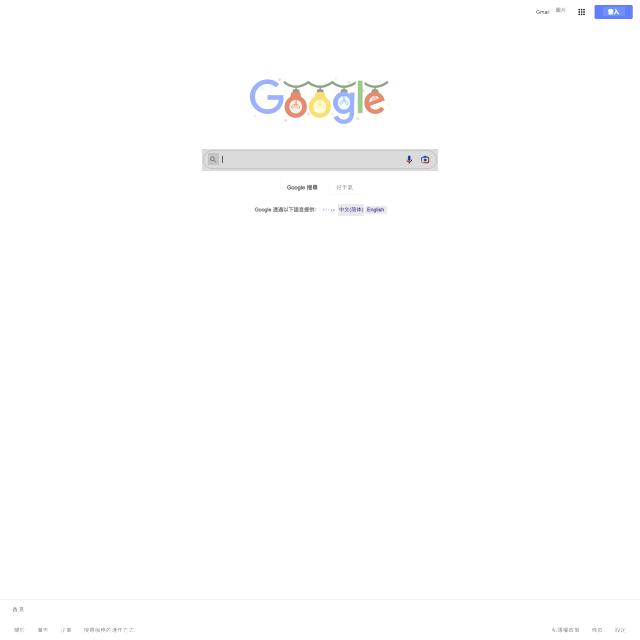 Gmail 圖片 登入
Google
Google 搜尋 好手氣
Google 透過以下語言提供: 中文(简体) English
香港
關於 廣告 企業 搜尋服務的運作方式
私隱權政策 條款 設定